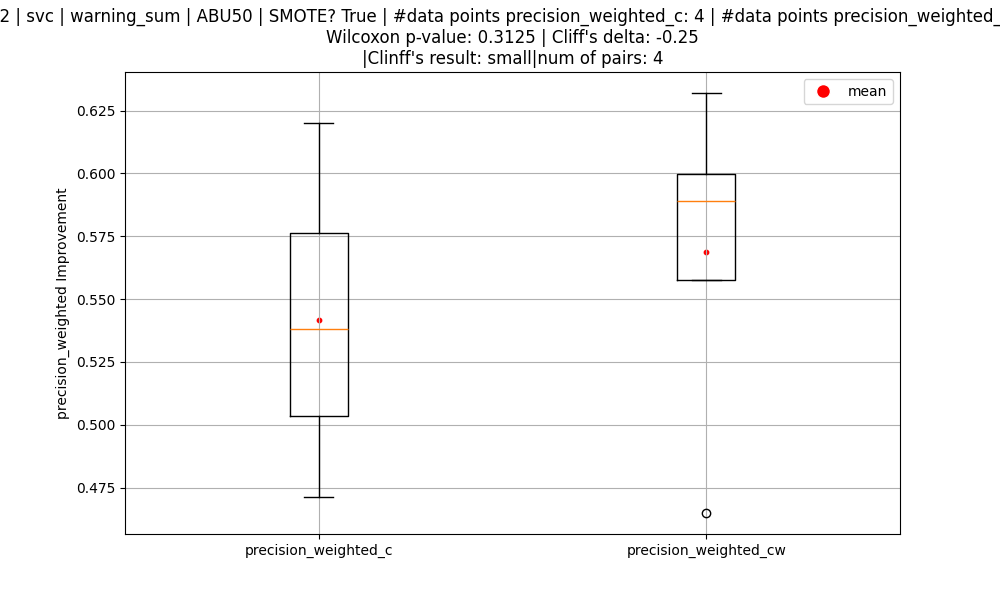 2 | svc | warning_sum | ABU50 | SMOTE? True | #data points precision_weighted_c: 4 | #data points precision_weighted_
Wilcoxon p-value: 0.3125 | Cliff's delta: -0.25
|Clinff's result: small|num of pairs: 4
mean
0.625
0.600
0.575
0.550
0.525
0.500
0.475
precision_weighted Improvement
precision_weighted_c
precision_weighted_cw